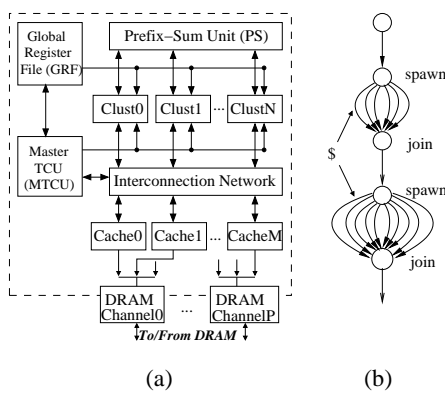 Global
Register
File (GRF)
Prefix−Sum Unit (PS)
Clust0
Clust1
...
ClustN
Master
TCU
(MTCU)
Interconnection Network
Cache0
Cache1
...
CacheM
DRAM
Channel0
...
DRAM
ChannelP
To/From DRAM
(a)
spawn
$
join
spawn
join
(b)